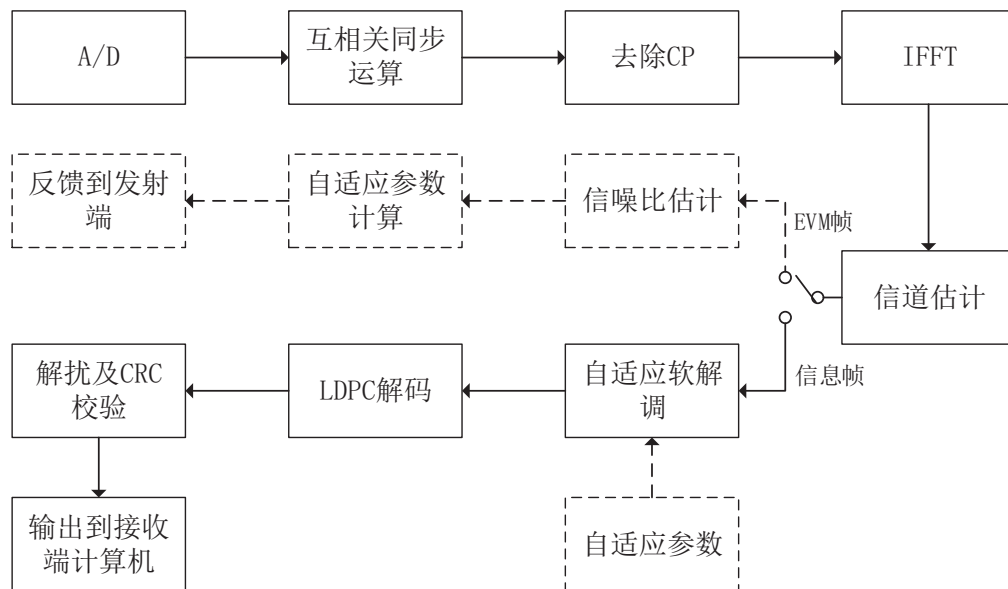 A/D
互相关同步
运算
去除CP
IFFT
反馈到发射
端
自适应参数
计算
信噪比估计
EVM帧
信道估计
解扰及CRC
校验
LDPC解码
自适应软解
调
信息帧
输出到接收
端计算机
自适应参数